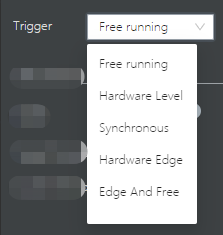 Trigger Free running
Free running
Hardware Level
Synchronous
Hardware Edge
Edge And Free